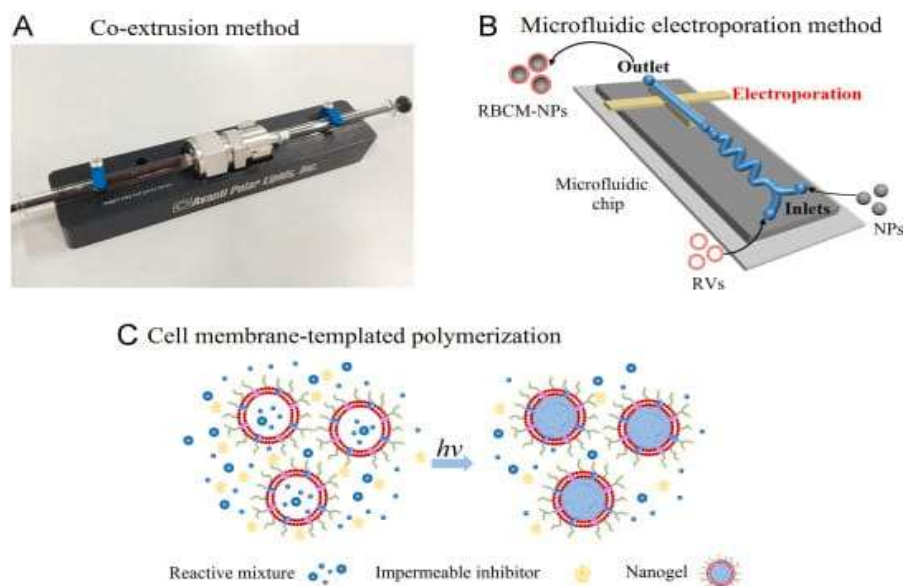 A Co-extrusion method
Avanti Polar Lipids, Inc.
B Microfluidic electroporation method
Outlet
RBCM-NPs
Electroporation
Microfluidic
chip
Inlets
NPs
RVs
C Cell membrane-templated polymerization
hv
Reactive mixture
Impermeable inhibitor
Nanogel